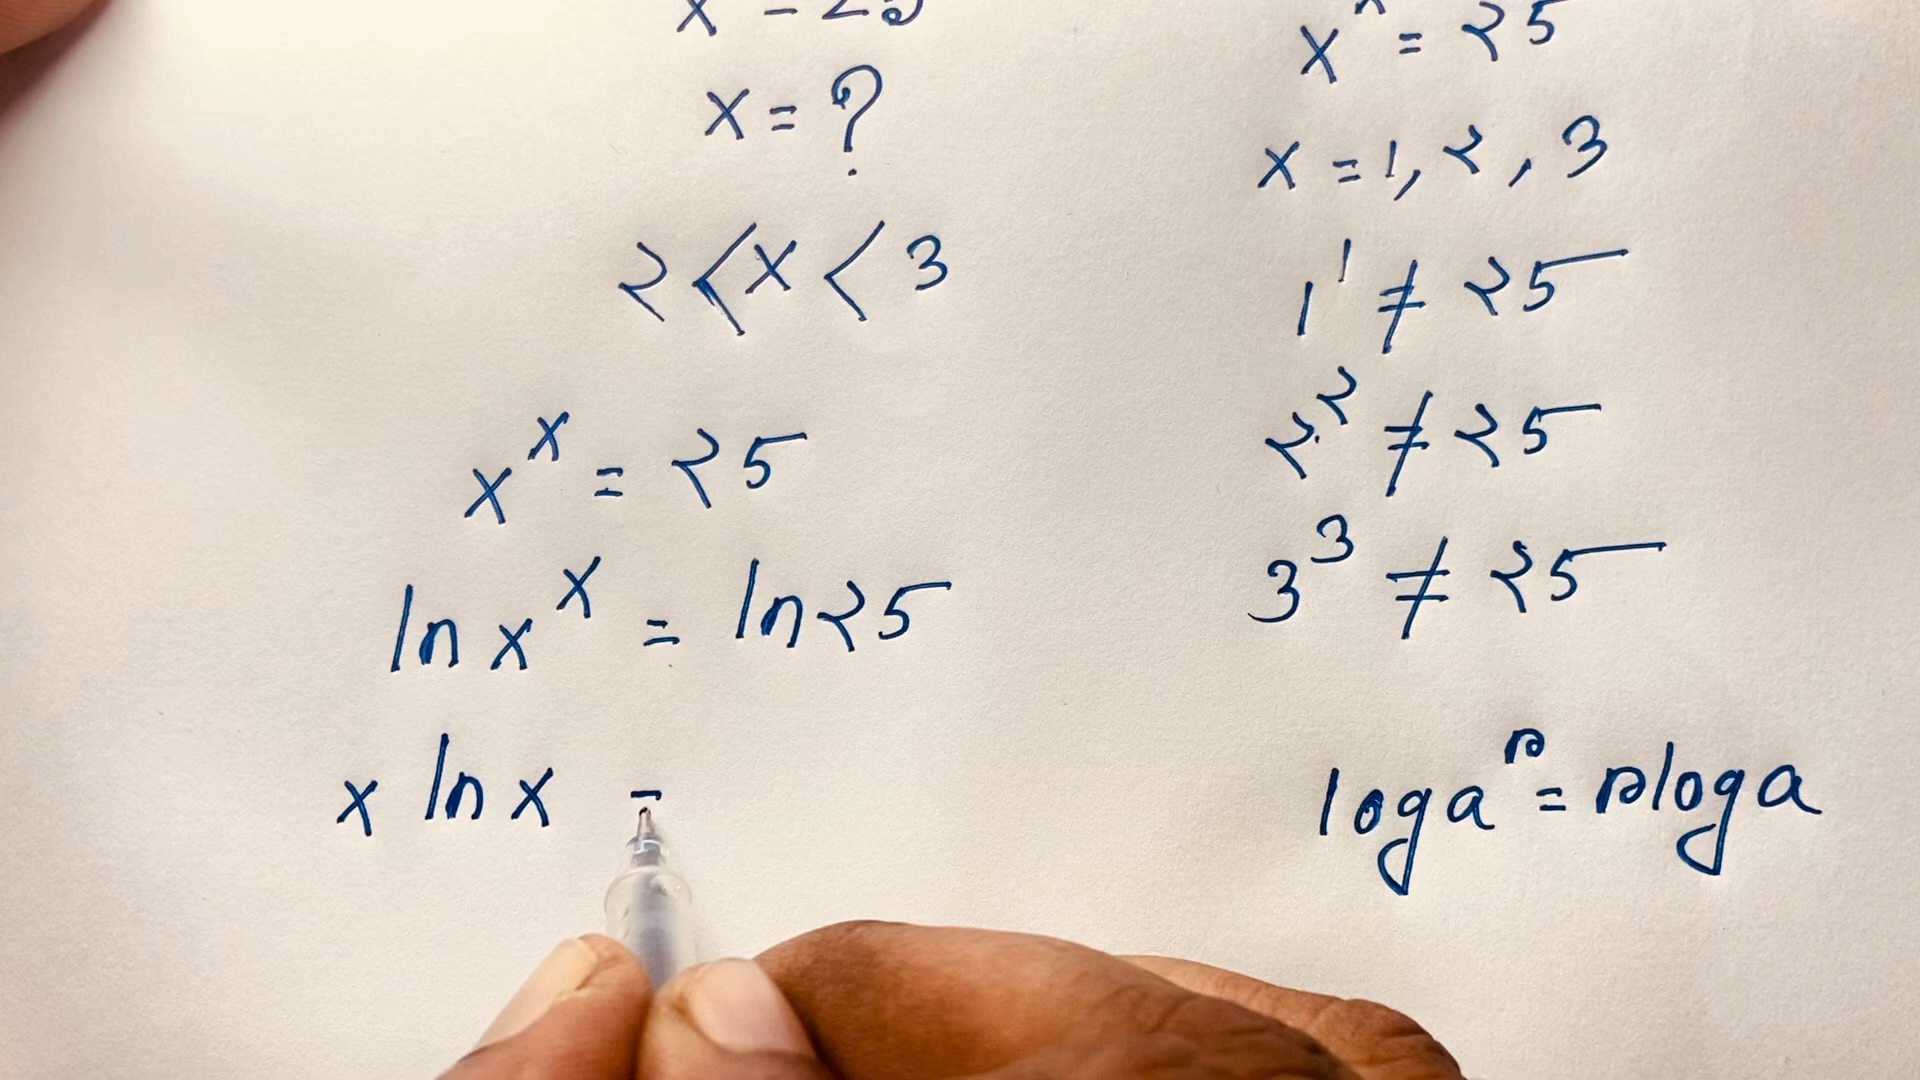 x = 25
x = ?
2 < x < 3
x^x = 25
ln x^x = ln 25
x ln x =
x^x = 25
x = 1, 2, 3
1^1 ≠ 25
2^2 ≠ 25
3^3 ≠ 25
log a^n = n log a